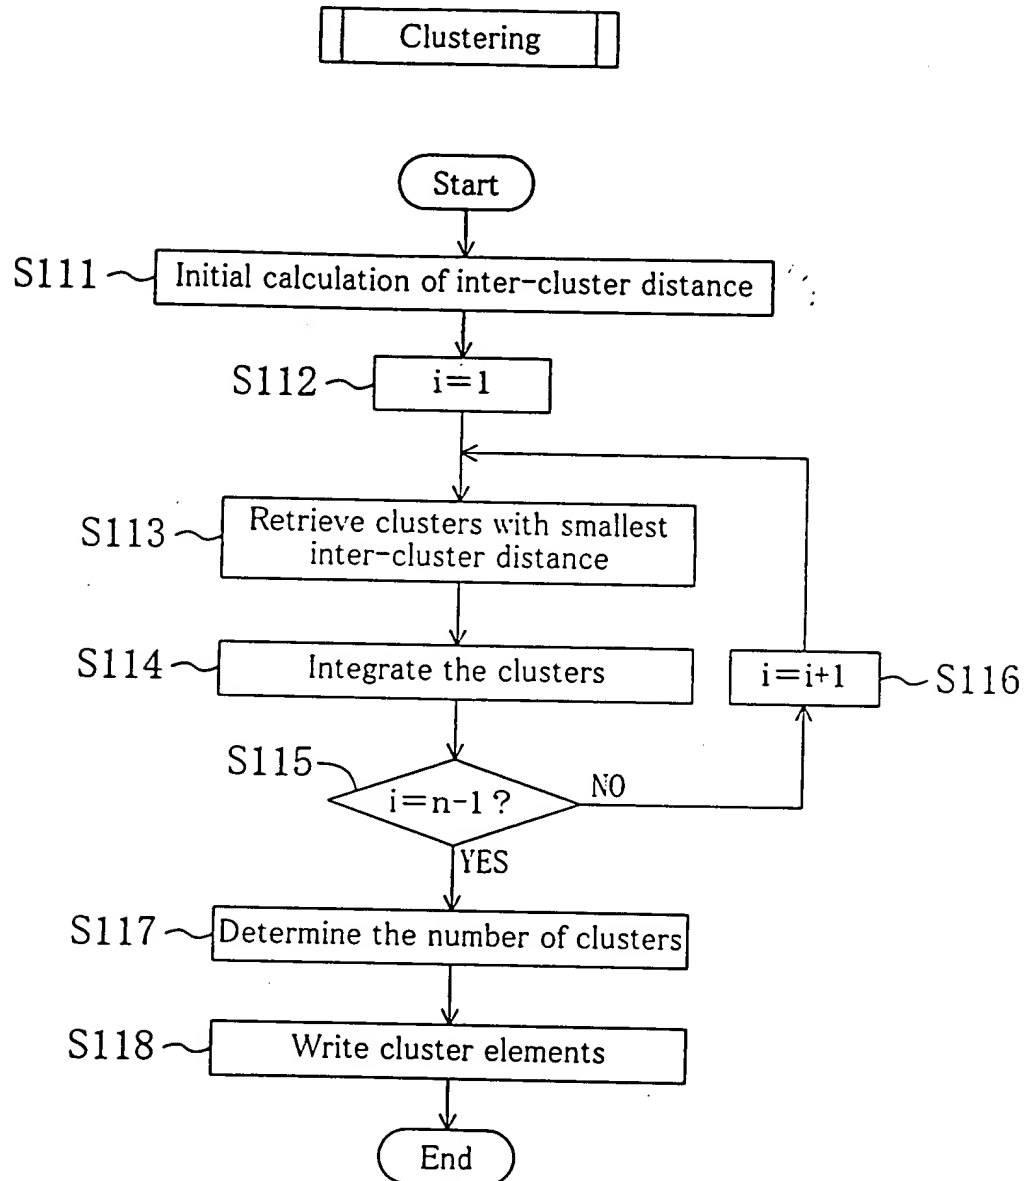 Clustering
Start
S111
Initial calculation of inter-cluster distance
S112
i=1
S113
Retrieve clusters with smallest
inter-cluster distance
S114
Integrate the clusters
i=i+1
S116
S115
i=n-1?
NO
YES
S117
Determine the number of clusters
S118
Write cluster elements
End